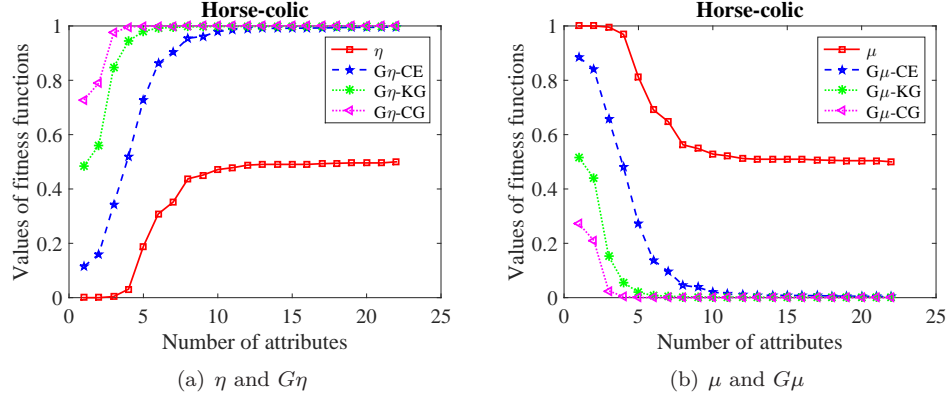 Horse-colic
Values of fitness functions
1
0.8
0.6
0.4
0.2
0
η
Gη-CE
Gη-KG
Gη-CG
0 5 10 15 20 25
Number of attributes
(a) η and Gη
Horse-colic
Values of fitness functions
1
0.8
0.6
0.4
0.2
0
μ
Gμ-CE
Gμ-KG
Gμ-CG
0 5 10 15 20 25
Number of attributes
(b) μ and Gμ